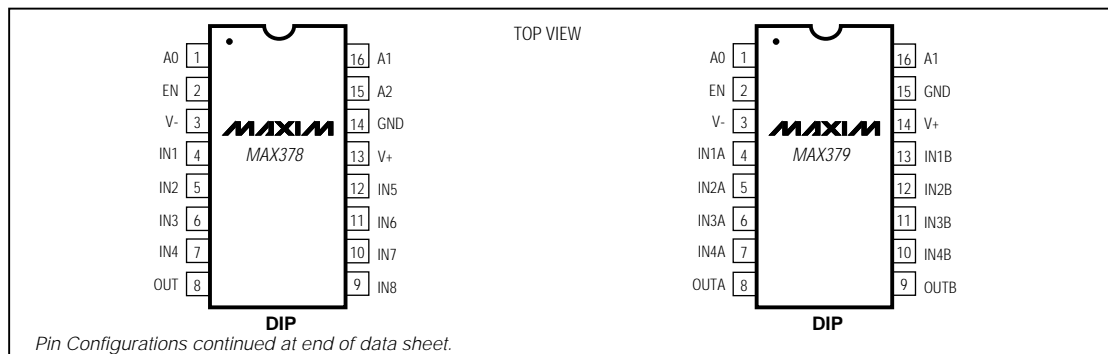 TOP VIEW
A0 1 16 A1
EN 2 15 A2
V- 3 14 GND
IN1 4 13 V+
IN2 5 12 IN5
IN3 6 11 IN6
IN4 7 10 IN7
OUT 8 9 IN8
MAXIM
MAX378
DIP
A0 1 16 A1
EN 2 15 GND
V- 3 14 V+
IN1A 4 13 IN1B
IN2A 5 12 IN2B
IN3A 6 11 IN3B
IN4A 7 10 IN4B
OUTA 8 9 OUTB
MAXIM
MAX379
DIP
Pin Configurations continued at end of data sheet.